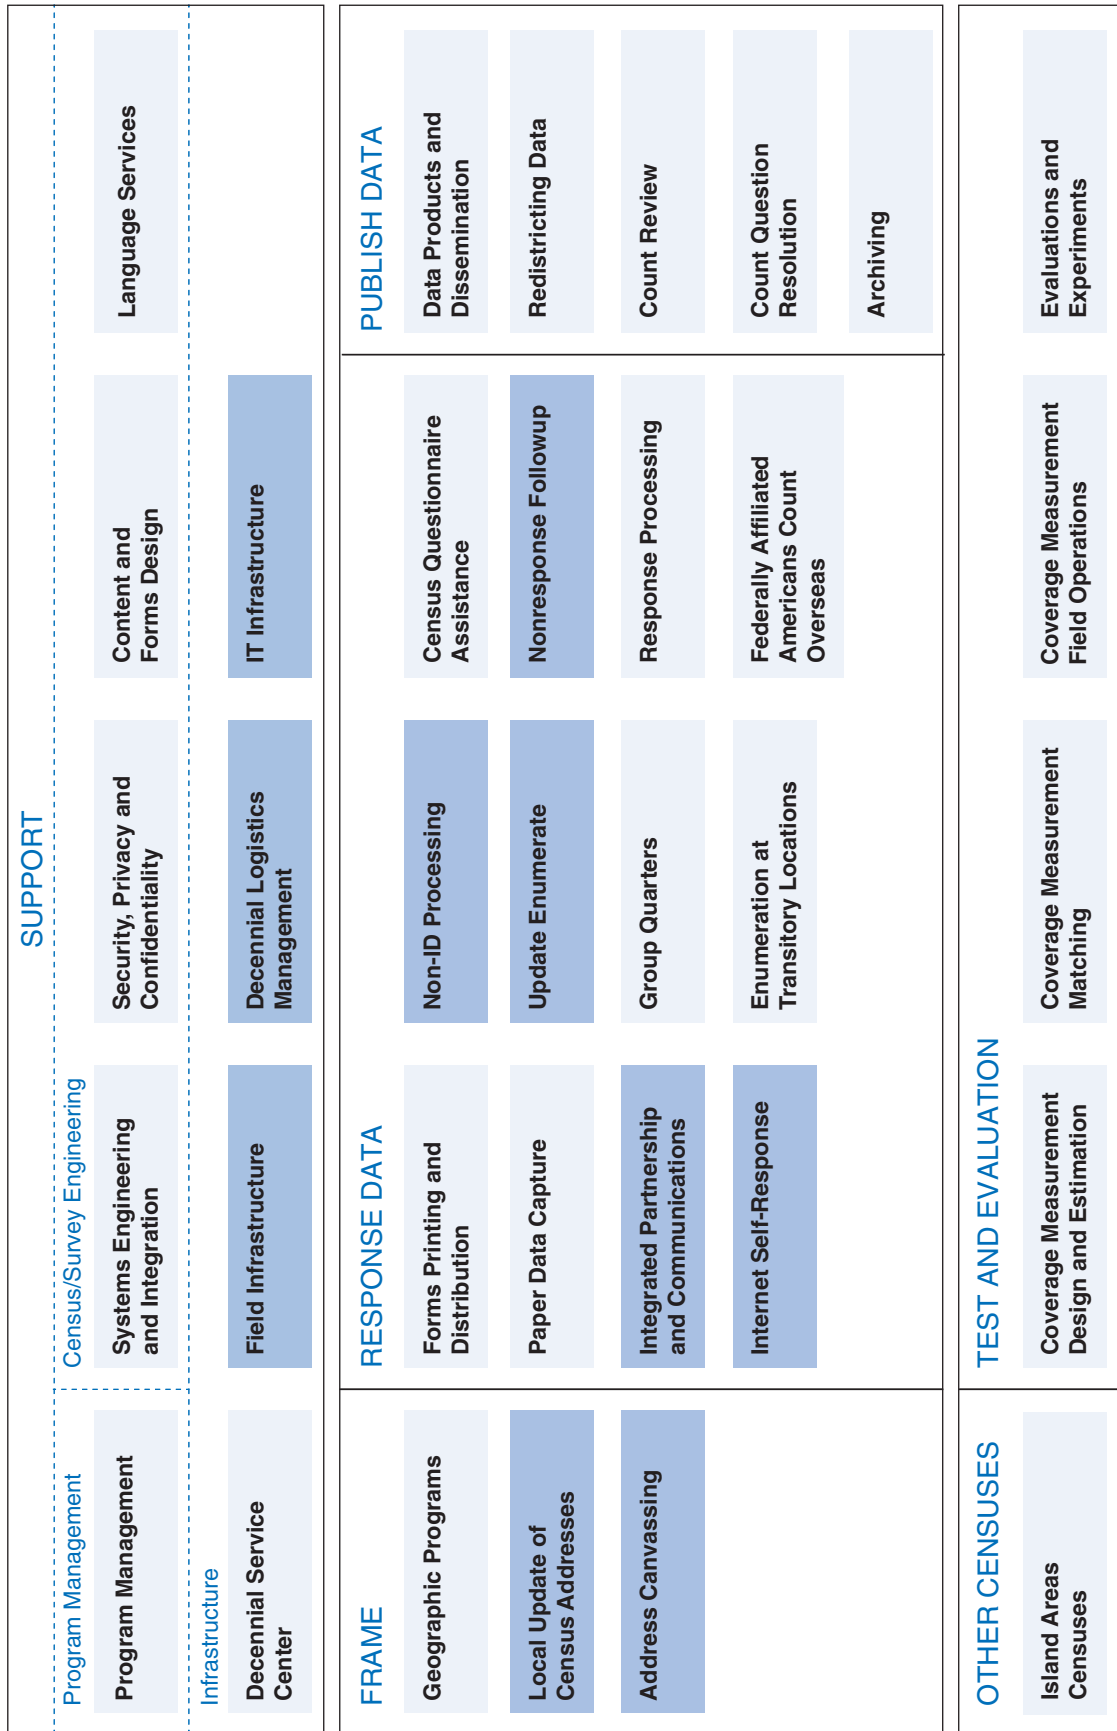 SUPPORT
Program Management
Program Management
Census/Survey Engineering
Systems Engineering
and Integration
Security, Privacy and
Confidentiality
Content and
Forms Design
Language Services
Infrastructure
Decennial Service
Center
Field Infrastructure
Decennial Logistics
Management
IT Infrastructure
FRAME
Geographic Programs
Local Update of
Census Addresses
Address Canvassing
RESPONSE DATA
Forms Printing and
Distribution
Paper Data Capture
Integrated Partnership
and Communications
Internet Self-Response
Non-ID Processing
Update Enumerate
Group Quarters
Enumeration at
Transitory Locations
Census Questionnaire
Assistance
Nonresponse Followup
Response Processing
Federally Affiliated
Americans Count
Overseas
PUBLISH DATA
Data Products and
Dissemination
Redistricting Data
Count Review
Count Question
Resolution
Archiving
OTHER CENSUSES
Island Areas
Censuses
TEST AND EVALUATION
Coverage Measurement
Design and Estimation
Coverage Measurement
Matching
Coverage Measurement
Field Operations
Evaluations and
Experiments